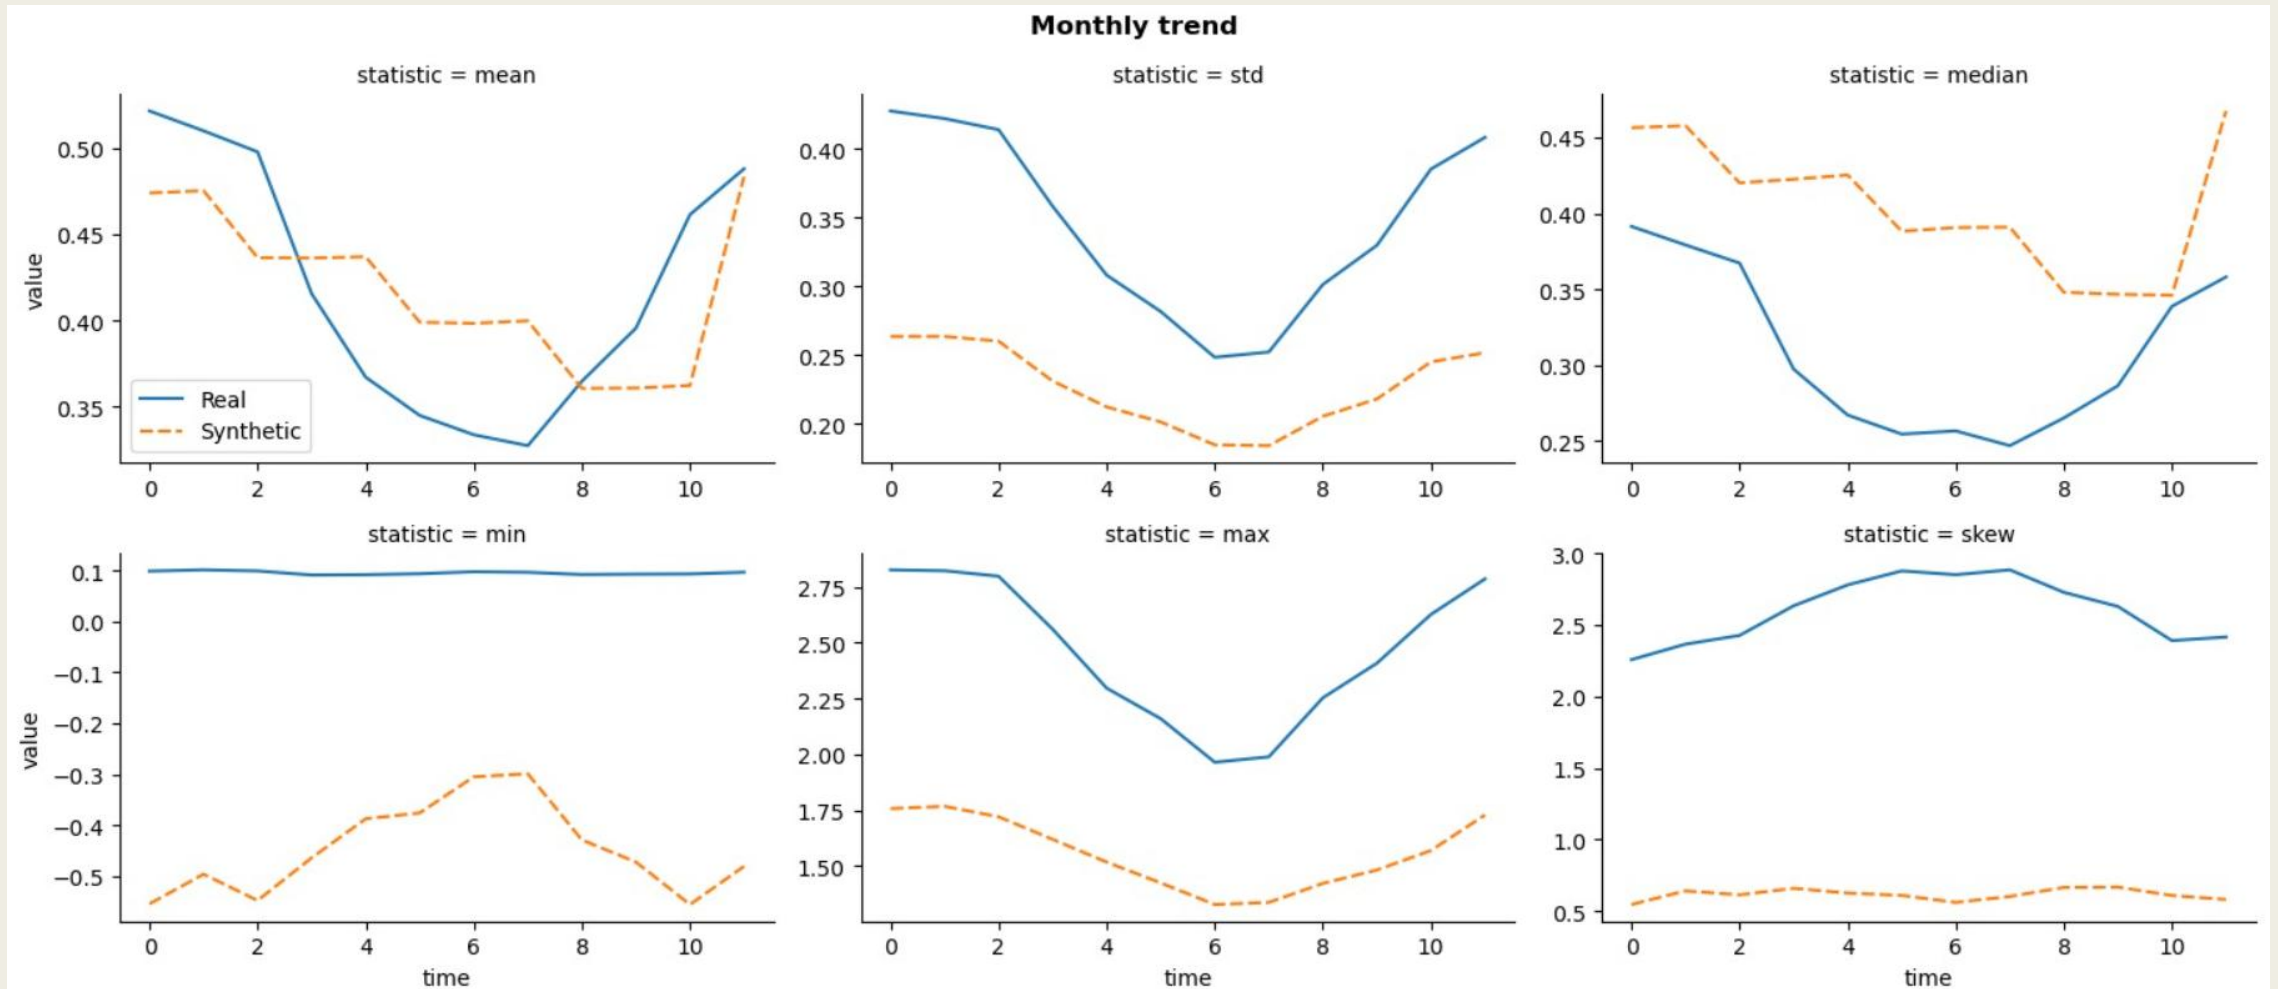 Monthly trend
statistic = mean
statistic = std
statistic = median
value
0.50
0.45
0.40
0.35
Real
Synthetic
0 2 4 6 8 10
0.40
0.35
0.30
0.25
0.20
0 2 4 6 8 10
0.45
0.40
0.35
0.30
0.25
0 2 4 6 8 10
statistic = min
statistic = max
statistic = skew
value
0.1
0.0
−0.1
−0.2
−0.3
−0.4
−0.5
0 2 4 6 8 10
time
2.75
2.50
2.25
2.00
1.75
1.50
0 2 4 6 8 10
time
3.0
2.5
2.0
1.5
1.0
0.5
0 2 4 6 8 10
time